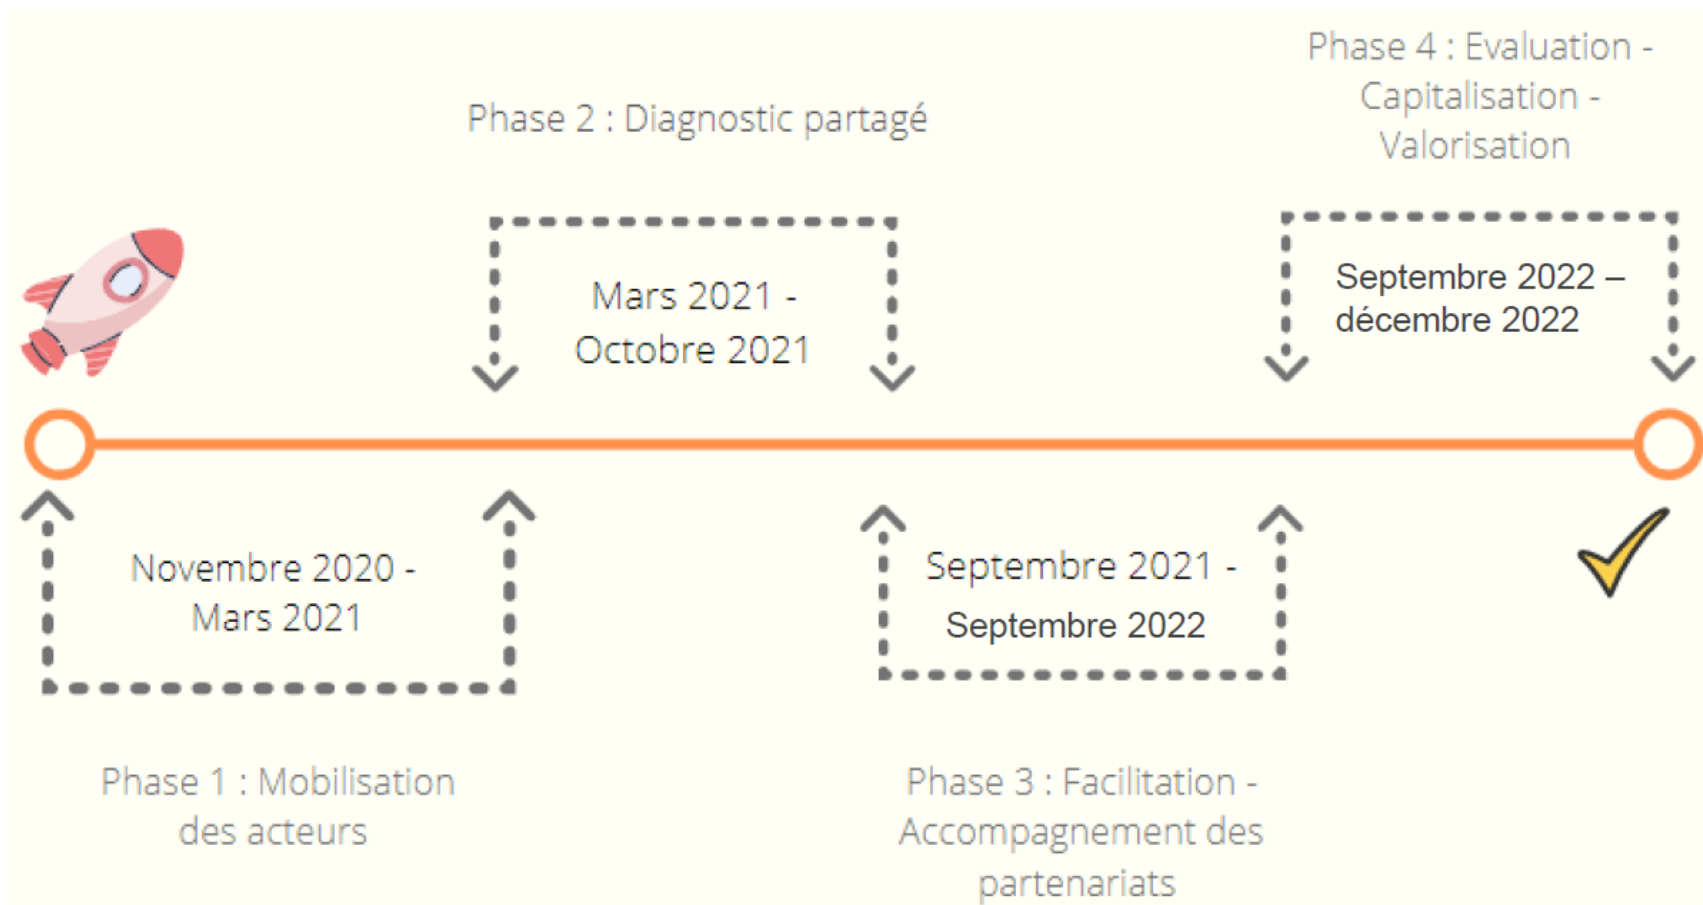 Phase 4 : Evaluation -
Capitalisation -
Valorisation
Phase 2 : Diagnostic partagé
Mars 2021 -
Octobre 2021
Septembre 2022 –
décembre 2022
Novembre 2020 -
Mars 2021
Septembre 2021 -
Septembre 2022
Phase 1 : Mobilisation
des acteurs
Phase 3 : Facilitation -
Accompagnement des
partenariats